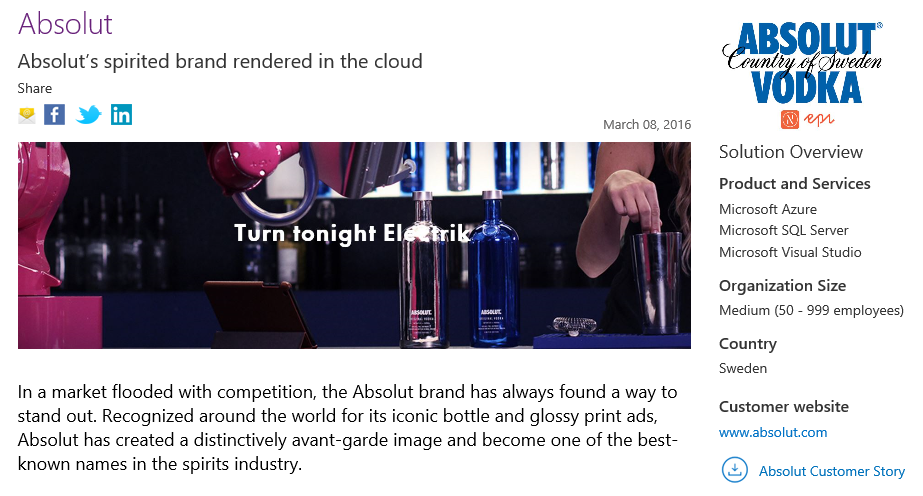 Absolut
Absolut's spirited brand rendered in the cloud
Share
March 08, 2016
Turn tonight Elektrik
ABSOLUT
In a market flooded with competition, the Absolut brand has always found a way to
stand out. Recognized around the world for its iconic bottle and glossy print ads,
Absolut has created a distinctively avant-garde image and become one of the best-
known names in the spirits industry.
ABSOLUT®
Country of Sweden
VODKA
N epi
Solution Overview
Product and Services
Microsoft Azure
Microsoft SQL Server
Microsoft Visual Studio
Organization Size
Medium (50 - 999 employees)
Country
Sweden
Customer website
www.absolut.com
Absolut Customer Story